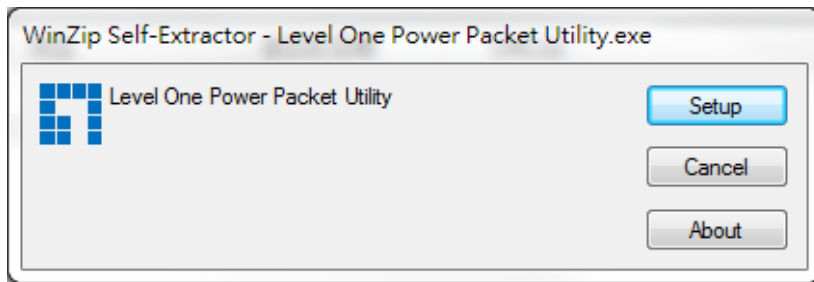 WinZip Self-Extractor - Level One Power Packet Utility.exe
Level One Power Packet Utility
Setup
Cancel
About